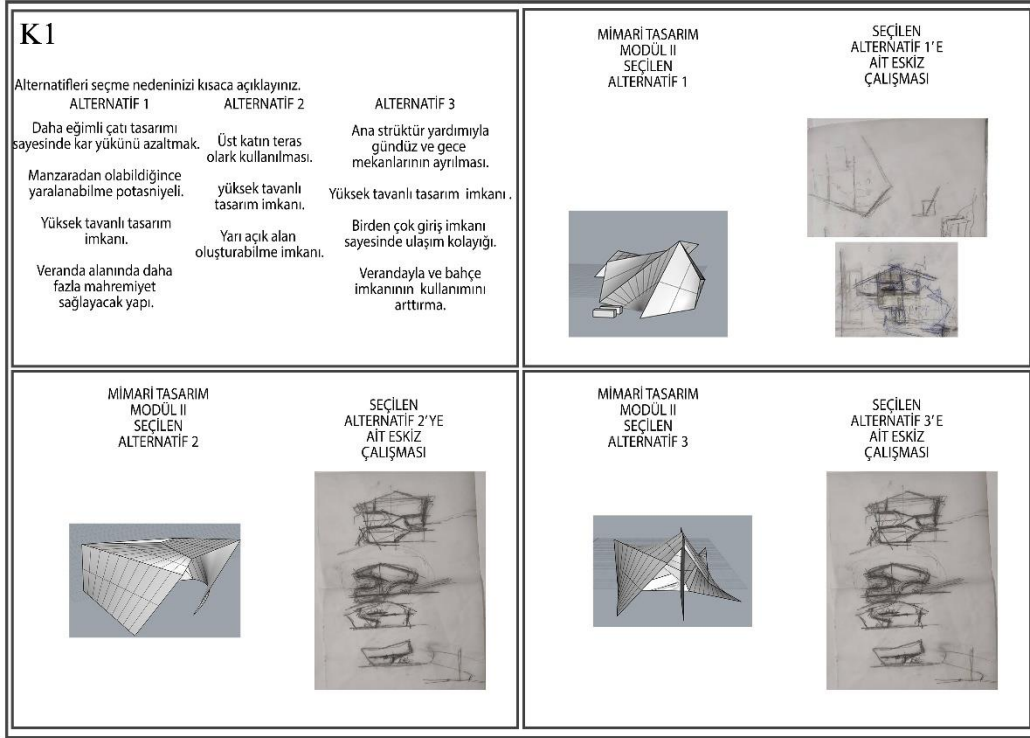 K1
Alternatifleri seçme nedeninizi kısaca açıklayınız.
ALTERNATİF 1
Daha eğimli çatı tasarımı
sayesinde kar yükünü azaltmak.
Manzaradan olabildiğince
yaralanabilme potasniyeli.
Yüksek tavanlı tasarım
imkanı.
Veranda alanında daha
fazla mahremiyet
sağlayacak yapı.
ALTERNATİF 2
Üst katın teras
olark kullanılması.
yüksek tavanlı
tasarım imkanı.
Yarı açık alan
oluşturabilme imkanı.
ALTERNATİF 3
Ana strüktür yardımıyla
gündüz ve gece
mekanlarının ayrılması.
Yüksek tavanlı tasarım imkanı .
Birden çok giriş imkanı
sayesinde ulaşım kolayığı.
Verandayla ve bahçe
imkanının kullanımını
arttırma.
MİMARİ TASARIM
MODÜL II
SEÇİLEN
ALTERNATİF 1
SEÇİLEN
ALTERNATİF 1'E
AİT ESKİZ
ÇALIŞMASI
MİMARİ TASARIM
MODÜL II
SEÇİLEN
ALTERNATİF 2
SEÇİLEN
ALTERNATİF 2'YE
AİT ESKİZ
ÇALIŞMASI
MİMARİ TASARIM
MODÜL II
SEÇİLEN
ALTERNATİF 3
SEÇİLEN
ALTERNATİF 3'E
AİT ESKİZ
ÇALIŞMASI